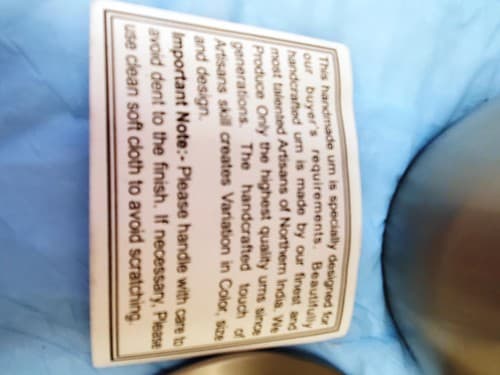 This handmade urn is specially designed for
our buyer's requirements. Beautifully
handcrafted urn is made by our finest and
most talented Artisans of Northern India. We
Produce Only the highest quality urns since
generations. The handcrafted touch of
Artisans skill creates Variation in Color, size
and design.
Important Note:- Please handle with care to
avoid dent to the finish. If necessary, Please
use clean soft cloth to avoid scratching.